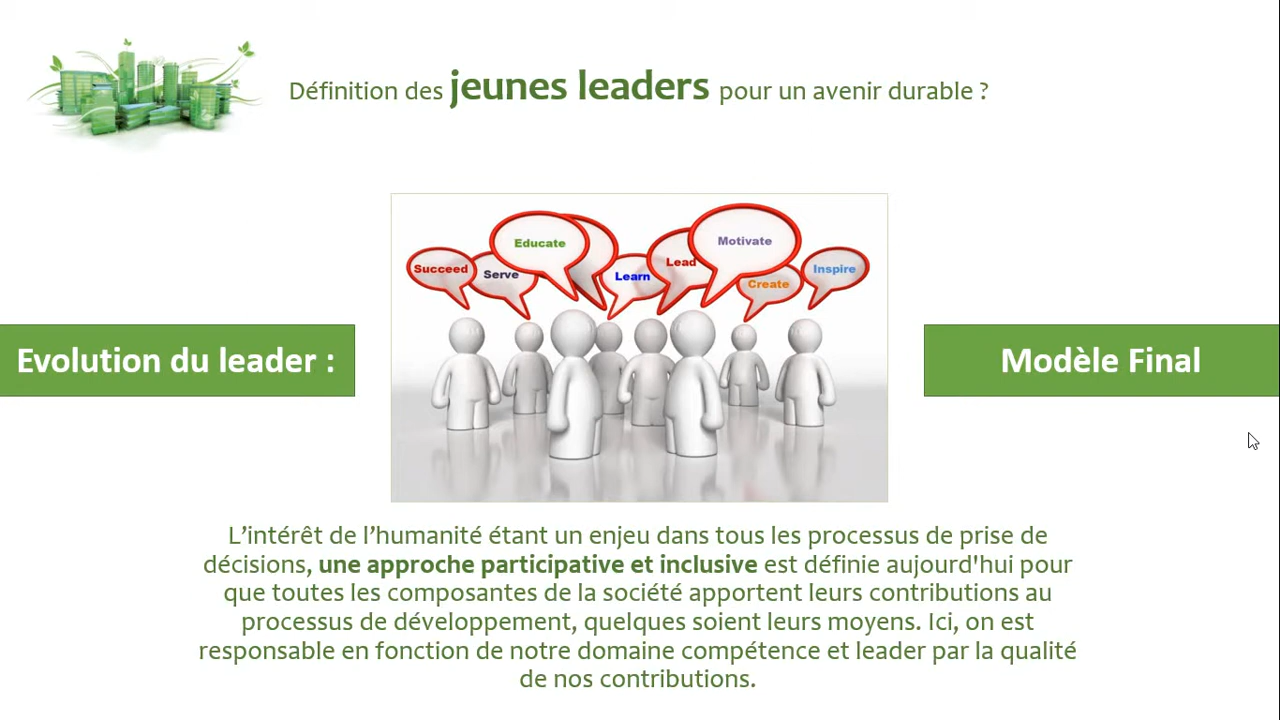 Définition des jeunes leaders pour un avenir durable ?
Succeed
Serve
Educate
Learn
Lead
Motivate
Create
Inspire
Evolution du leader :
Modèle Final
L’intérêt de l’humanité étant un enjeu dans tous les processus de prise de
décisions, une approche participative et inclusive est définie aujourd'hui pour
que toutes les composantes de la société apportent leurs contributions au
processus de développement, quelques soient leurs moyens. Ici, on est
responsable en fonction de notre domaine compétence et leader par la qualité
de nos contributions.